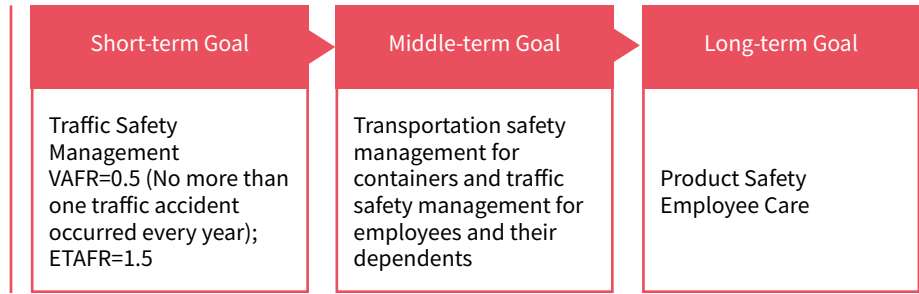 Short-term Goal
Middle-term Goal
Long-term Goal
Traffic Safety
Management
VAFR=0.5 (No more than
one traffic accident
occurred every year);
ETAFR=1.5
Transportation safety
management for
containers and traffic
safety management for
employees and their
dependents
Product Safety
Employee Care